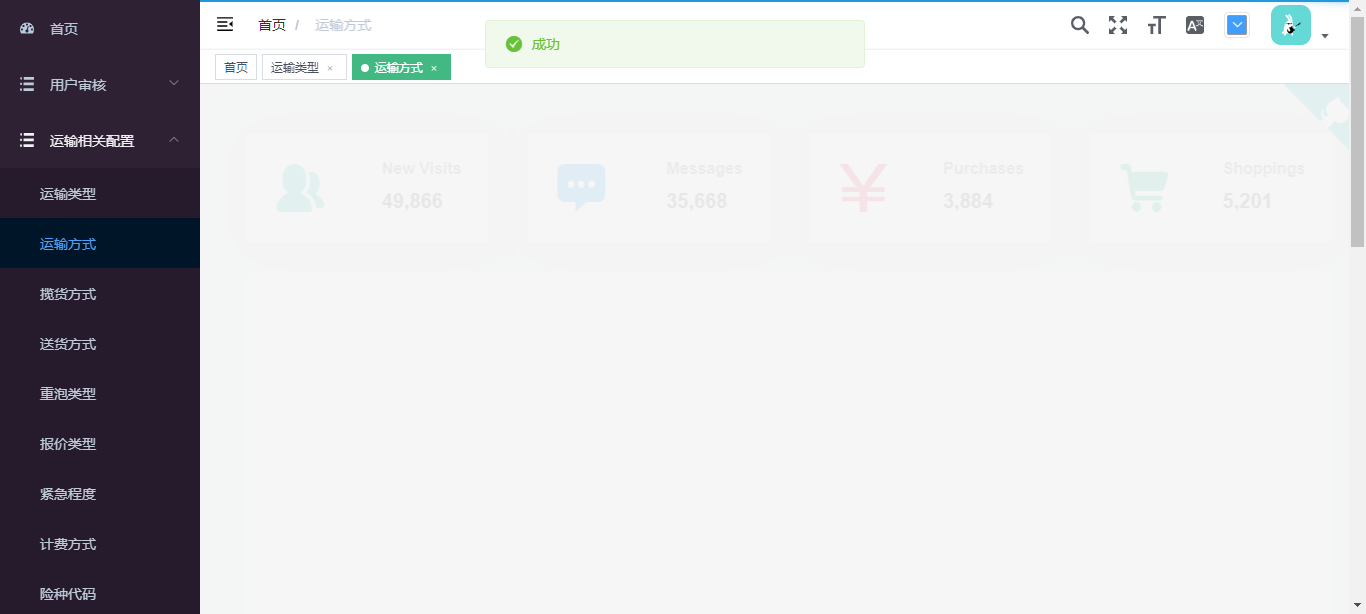 首页
用户审核
运输相关配置
运输类型
运输方式
揽货方式
送货方式
重泡类型
报价类型
紧急程度
计费方式
险种代码
首页 / 运输方式
成功
首页 运输类型 × 运输方式 ×
New Visits
49,866
Messages
35,668
Purchases
3,884
Shoppings
5,201